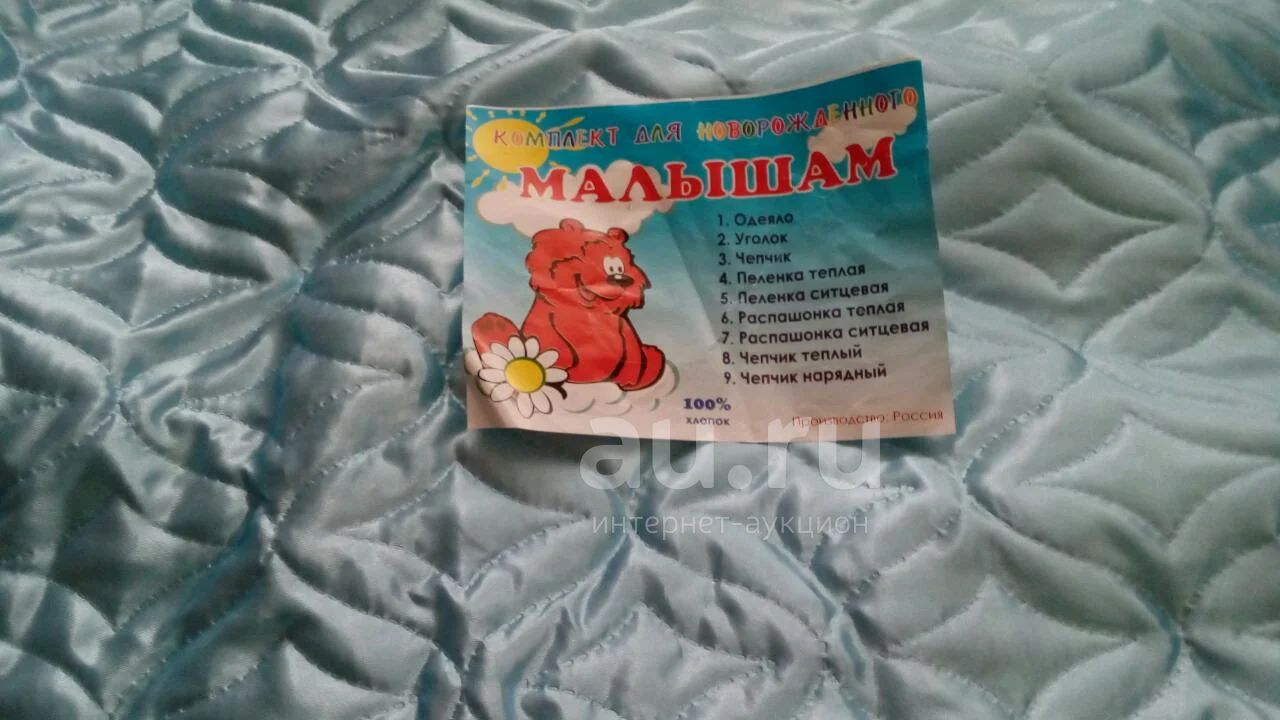 КОМПЛЕКТ ДЛЯ НОВОРОЖДЕННОГО
МАЛЫШАМ
1. Одеяло
2. Уголок
3. Чепчик
4. Пеленка теплая
5. Пеленка ситцевая
6. Распашонка теплая
7. Распашонка ситцевая
8. Чепчик теплый
9. Чепчик нарядный
100%
хлопок
Производство: Россия
au.ru
интернет-аукцион